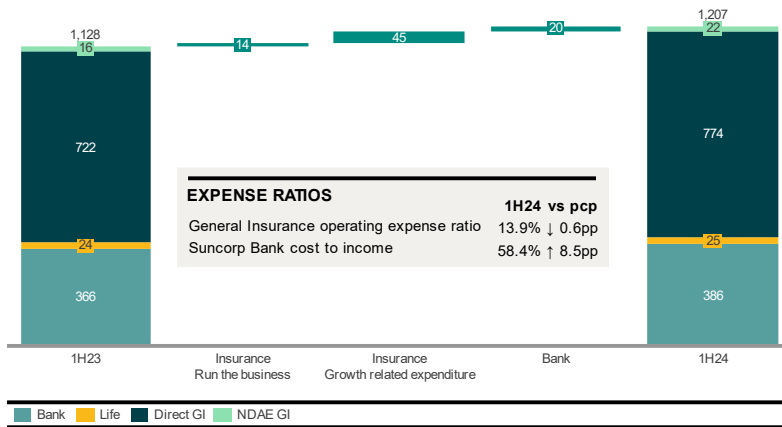 1,128
16
722
24
366
14
45
20
1,207
22
774
25
386
EXPENSE RATIOS
1H24 vs pcp
General Insurance operating expense ratio 13.9% ↓ 0.6pp
Suncorp Bank cost to income 58.4% ↑ 8.5pp
1H23
Insurance
Run the business
Insurance
Growth related expenditure
Bank
1H24
Bank Life Direct GI NDAE GI